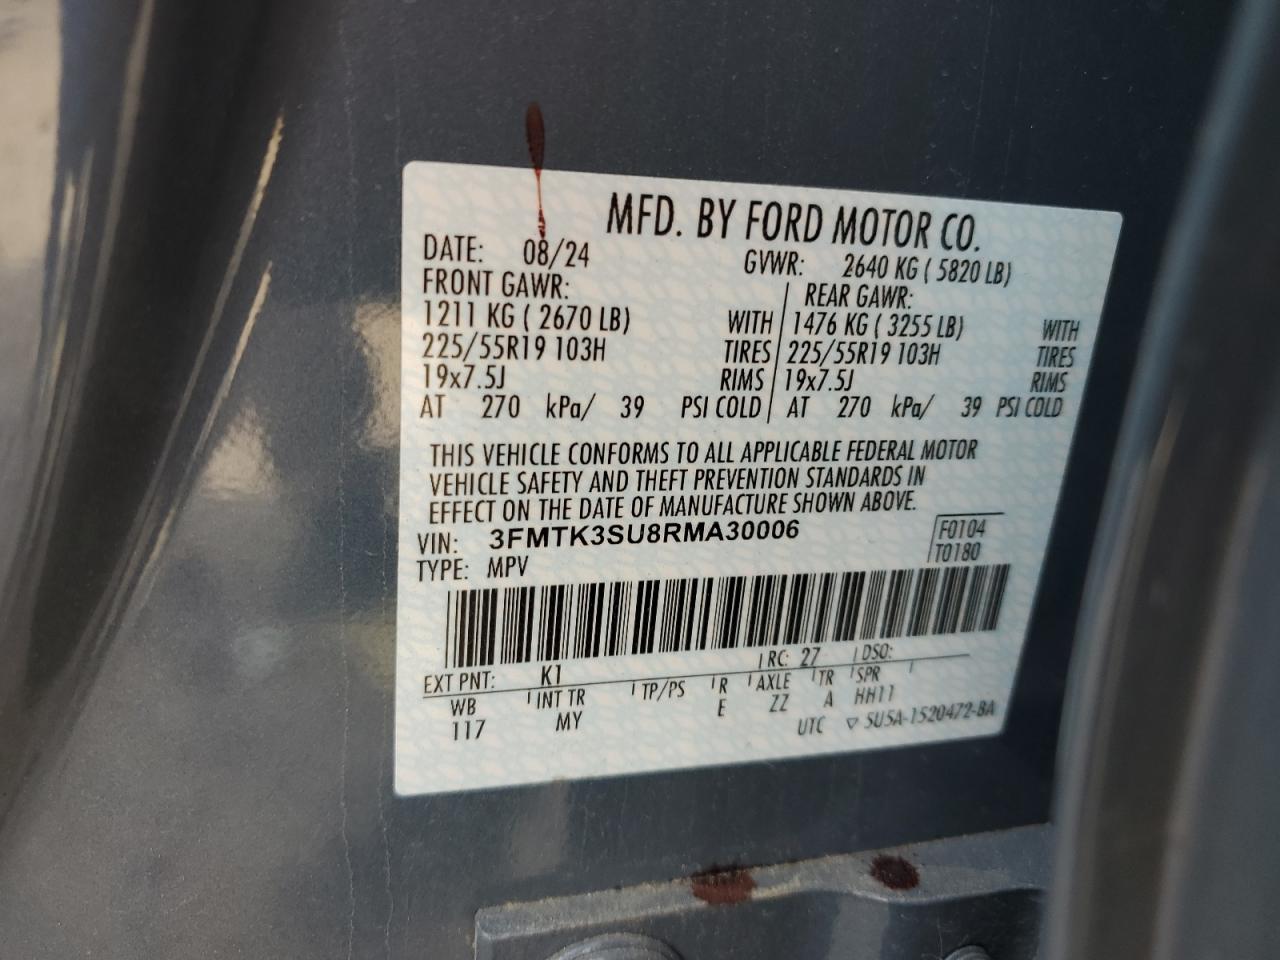 MFD. BY FORD MOTOR CO.
DATE: 08/24 GVWR: 2640 KG ( 5820 LB)
FRONT GAWR: REAR GAWR:
1211 KG ( 2670 LB) WITH 1476 KG ( 3255 LB) WITH
225/55R19 103H TIRES 225/55R19 103H TIRES
19x7.5J RIMS 19x7.5J RIMS
AT 270 kPa/ 39 PSI COLD AT 270 kPa/ 39 PSI COLD
THIS VEHICLE CONFORMS TO ALL APPLICABLE FEDERAL MOTOR
VEHICLE SAFETY AND THEFT PREVENTION STANDARDS IN
EFFECT ON THE DATE OF MANUFACTURE SHOWN ABOVE.
VIN: 3FMTK3SU8RMA30006 F0104
TYPE: MPV T0180
EXT PNT: K1 RC: 27 DSO:
WB INT TR TP/PS R AXLE TR SPR
117 MY E ZZ A HH11
UTC ▽ SU5A-1520472-BA